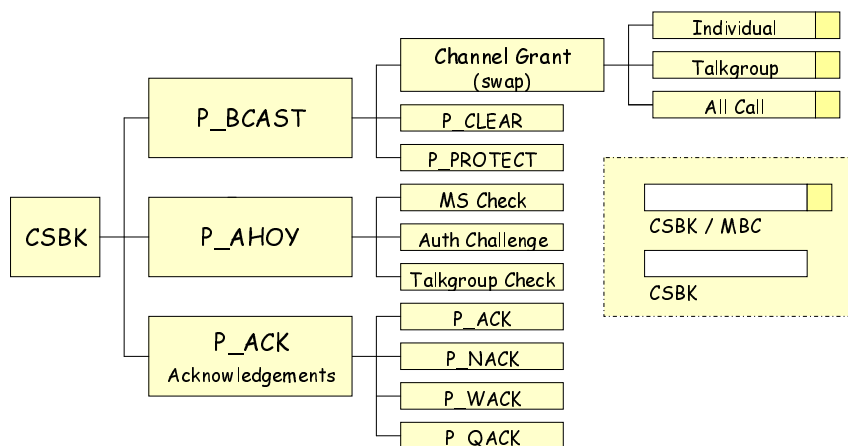 CSBK
P_BCAST
Channel Grant
(swap)
Individual
Talkgroup
All Call
P_CLEAR
P_PROTECT
P_AHOY
MS Check
Auth Challenge
Talkgroup Check
P_ACK
Acknowledgements
P_ACK
P_NACK
P_WACK
P_QACK
CSBK / MBC
CSBK